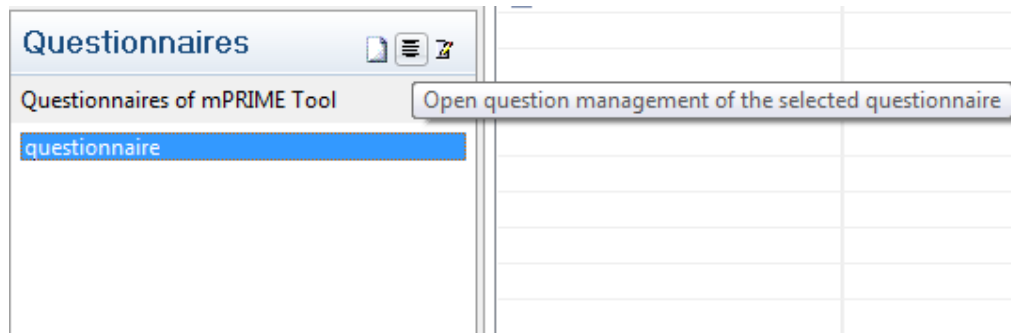 Questionnaires
Questionnaires of mPRIME Tool
Open question management of the selected questionnaire
questionnaire